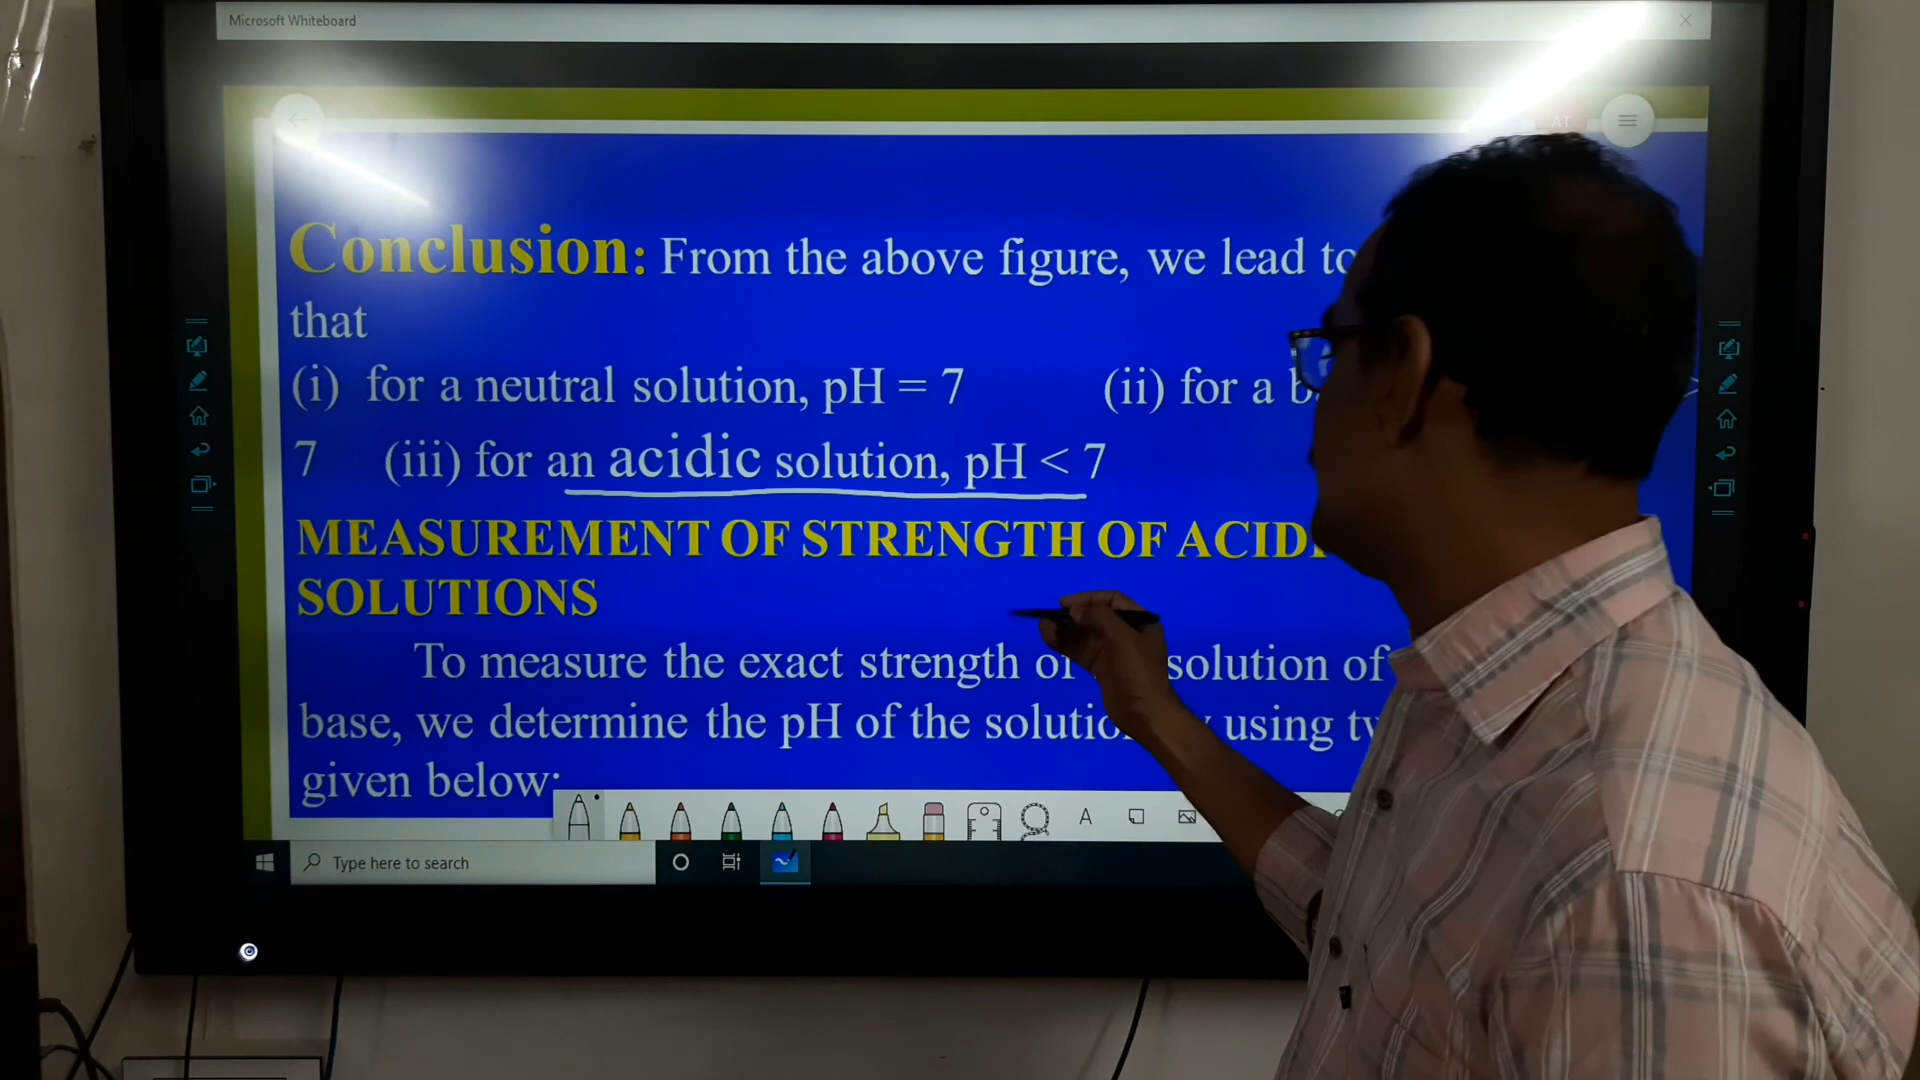 Microsoft Whiteboard
AT
Conclusion: From the above figure, we lead to
that
(i) for a neutral solution, pH = 7 (ii) for a >
7 (iii) for an acidic solution, pH < 7
MEASUREMENT OF STRENGTH OF
SOLUTIONS
To measure the exact strength of solution of
base, we determine the pH of the using
given below:
A
Type here to search